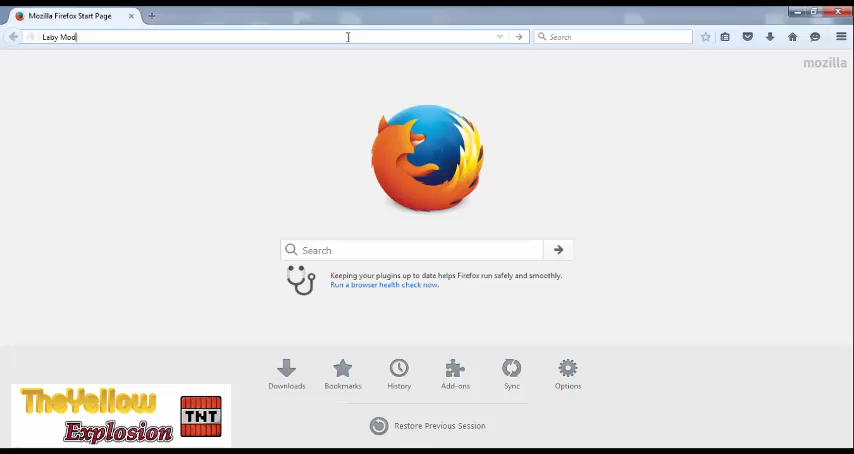 Mozilla Firefox Start Page
Laby Mod
Search
mozilla
Search
Keeping your plugins up to date helps Firefox run safely and smoothly.
Run a browser health check now.
Downloads
Bookmarks
History
Add-ons
Sync
Options
TheYellow
Explosion
TNT
Restore Previous Session